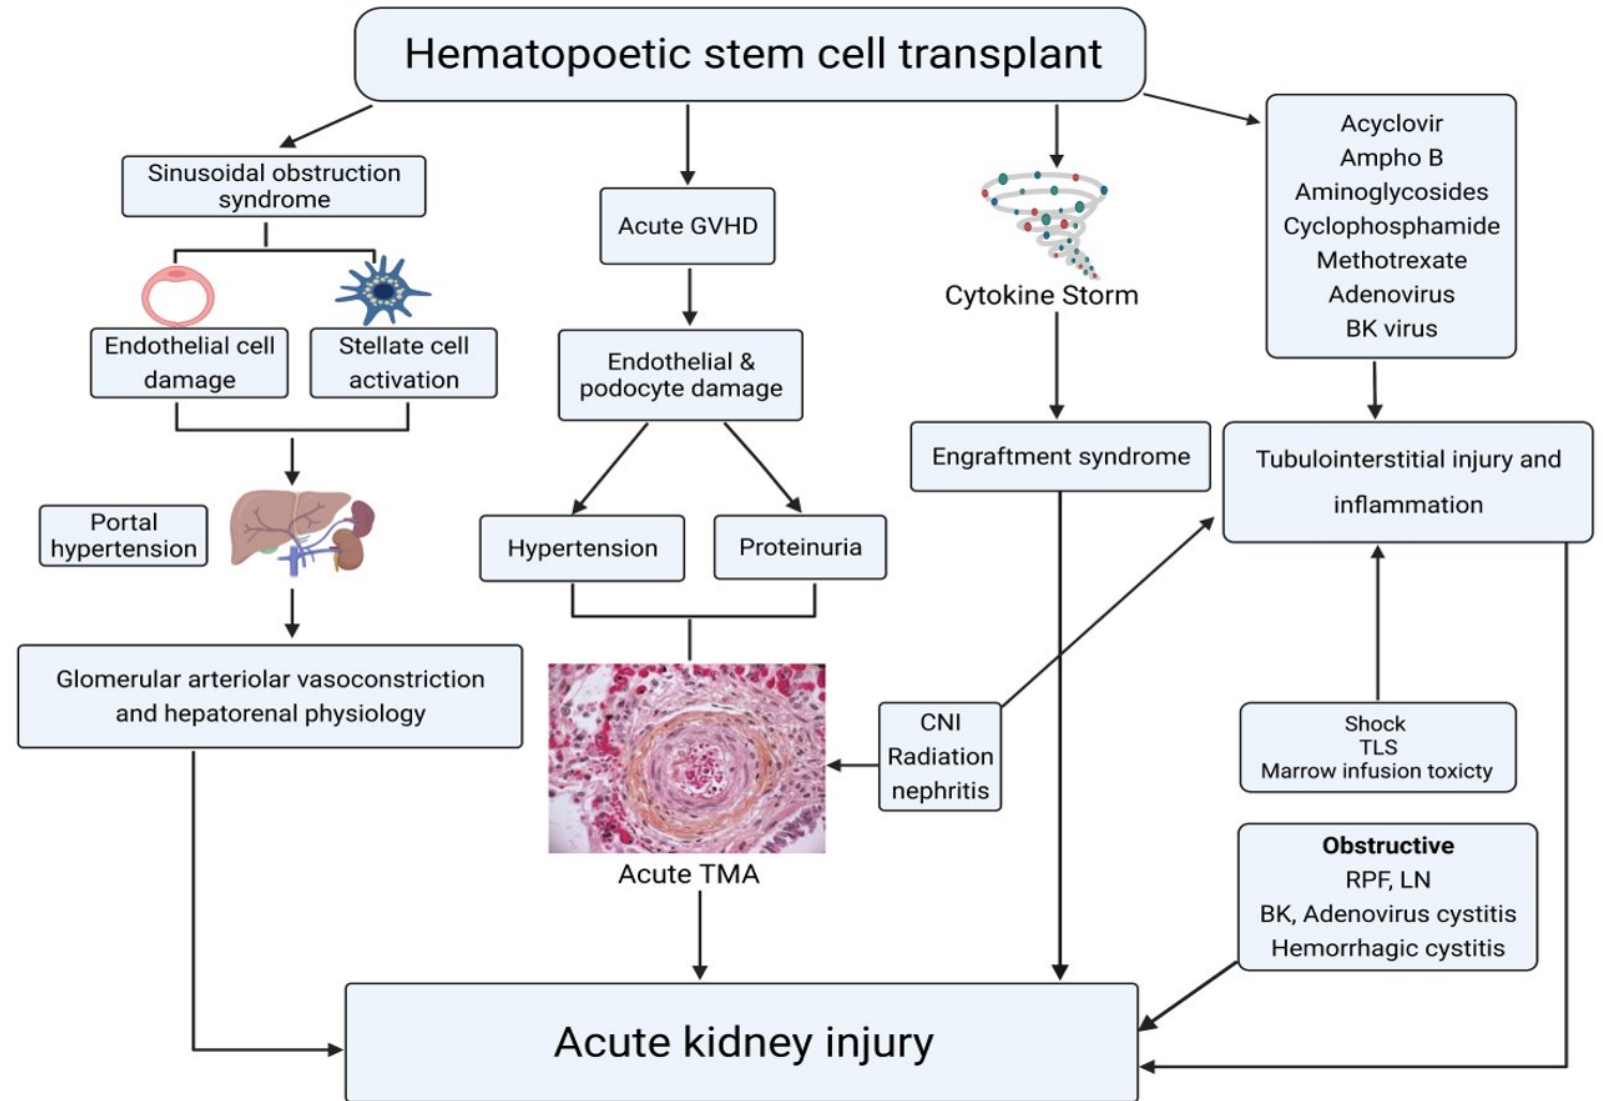 Hematopoetic stem cell transplant
Sinusoidal obstruction
syndrome
Endothelial cell
damage
Stellate cell
activation
Portal
hypertension
Glomerular arteriolar vasoconstriction
and hepatorenal physiology
Acute GVHD
Endothelial &
podocyte damage
Hypertension
Proteinuria
Acute TMA
CNI
Radiation
nephritis
Cytokine Storm
Engraftment syndrome
Acyclovir
Ampho B
Aminoglycosides
Cyclophosphamide
Methotrexate
Adenovirus
BK virus
Tubulointerstitial injury and
inflammation
Shock
TLS
Marrow infusion toxicty
Obstructive
RPF, LN
BK, Adenovirus cystitis
Hemorrhagic cystitis
Acute kidney injury